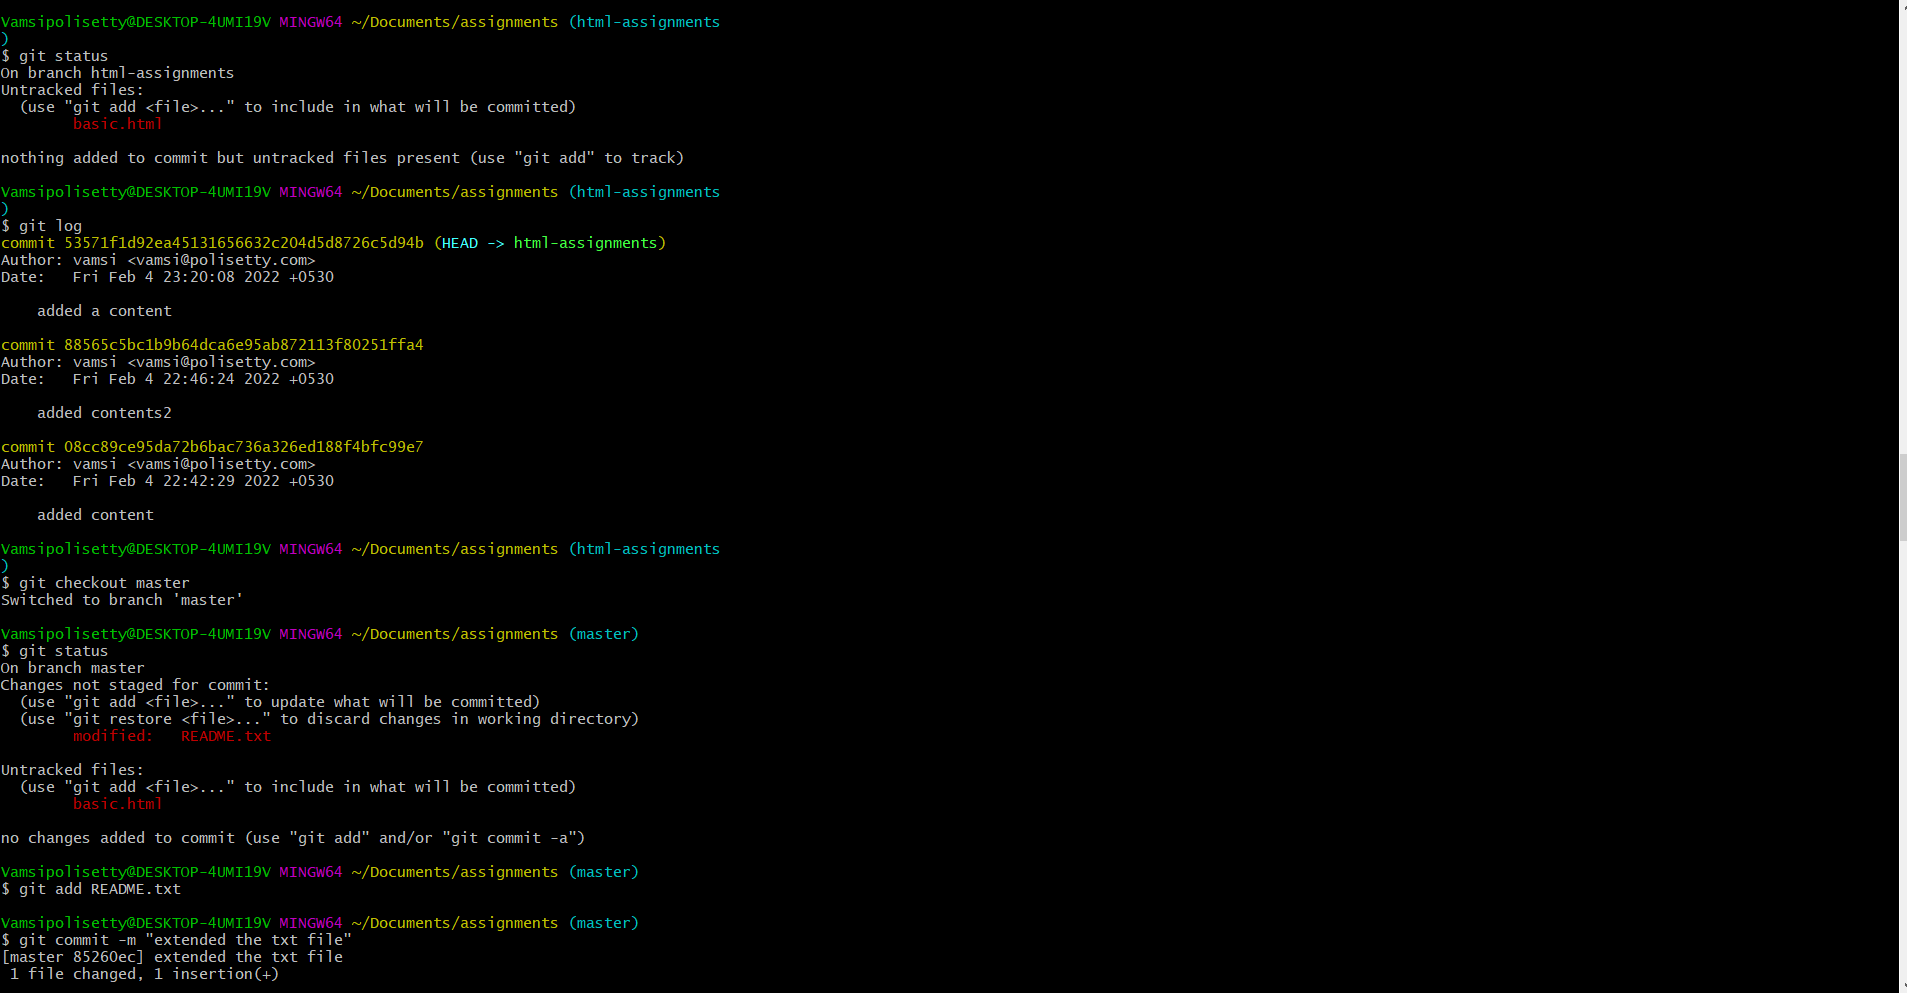 Vamsipolisetty@DESKTOP-4UMI19V MINGW64 ~/Documents/assignments (html-assignments
)
$ git status
On branch html-assignments
Untracked files:
  (use "git add <file>..." to include in what will be committed)
        basic.html

nothing added to commit but untracked files present (use "git add" to track)

Vamsipolisetty@DESKTOP-4UMI19V MINGW64 ~/Documents/assignments (html-assignments
)
$ git log
commit 53571f1d92ea45131656632c204d5d8726c5d94b (HEAD -> html-assignments)
Author: vamsi <vamsi@polisetty.com>
Date:   Fri Feb 4 23:20:08 2022 +0530

    added a content

commit 88565c5bc1b9b64dca6e95ab872113f80251ffa4
Author: vamsi <vamsi@polisetty.com>
Date:   Fri Feb 4 22:46:24 2022 +0530

    added contents2

commit 08cc89ce95da72b6bac736a326ed188f4bfc99e7
Author: vamsi <vamsi@polisetty.com>
Date:   Fri Feb 4 22:42:29 2022 +0530

    added content

Vamsipolisetty@DESKTOP-4UMI19V MINGW64 ~/Documents/assignments (html-assignments
)
$ git checkout master
Switched to branch 'master'

Vamsipolisetty@DESKTOP-4UMI19V MINGW64 ~/Documents/assignments (master)
$ git status
On branch master
Changes not staged for commit:
  (use "git add <file>..." to update what will be committed)
  (use "git restore <file>..." to discard changes in working directory)
        modified:   README.txt

Untracked files:
  (use "git add <file>..." to include in what will be committed)
        basic.html

no changes added to commit (use "git add" and/or "git commit -a")

Vamsipolisetty@DESKTOP-4UMI19V MINGW64 ~/Documents/assignments (master)
$ git add README.txt

Vamsipolisetty@DESKTOP-4UMI19V MINGW64 ~/Documents/assignments (master)
$ git commit -m "extended the txt file"
[master 85260ec] extended the txt file
 1 file changed, 1 insertion(+)